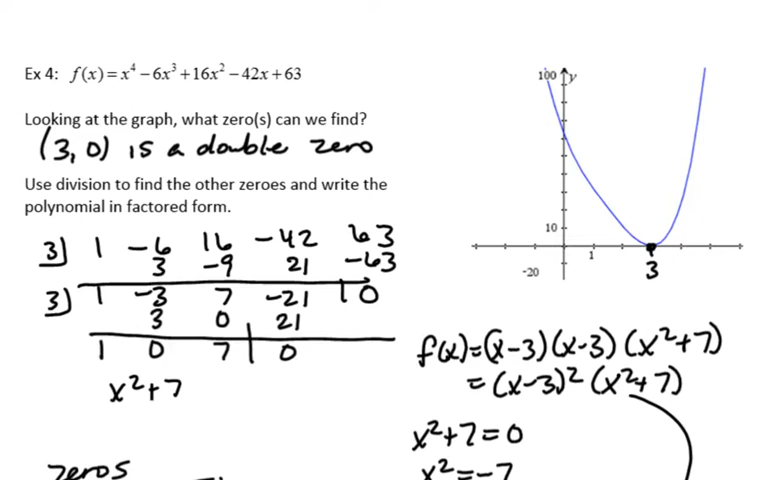 Ex 4: f(x) = x⁴ − 6x³ + 16x² − 42x + 63
Looking at the graph, what zero(s) can we find?
(3, 0) is a double zero
Use division to find the other zeroes and write the
polynomial in factored form.
3) 1 −6 16 −42 63
3 −9 21 −63
3) 1 −3 7 −21 | 0
3 0 21
1 0 7 | 0
x² + 7
100 y
10
1
-20
3
f(x) = (x−3)(x−3)(x²+7)
= (x−3)² (x²+7)
x² + 7 = 0
x² = −7
zeros